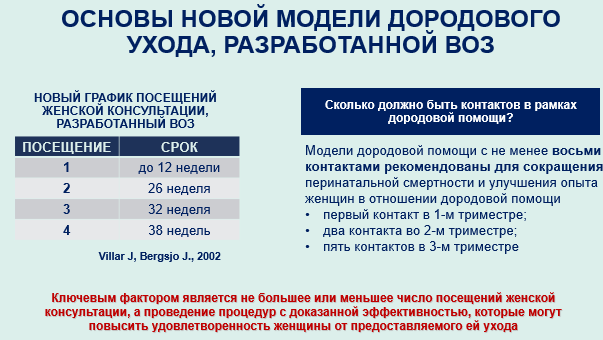 ОСНОВЫ НОВОЙ МОДЕЛИ ДОРОДОВОГО
УХОДА, РАЗРАБОТАННОЙ ВОЗ
НОВЫЙ ГРАФИК ПОСЕЩЕНИЙ
ЖЕНСКОЙ КОНСУЛЬТАЦИИ,
РАЗРАБОТАННЫЙ ВОЗ
ПОСЕЩЕНИЕ СРОК
1 до 12 недели
2 26 неделя
3 32 неделя
4 38 недель
Villar J, Bergsjo J., 2002
Сколько должно быть контактов в рамках
дородовой помощи?
Модели дородовой помощи с не менее восьми
контактами рекомендованы для сокращения
перинатальной смертности и улучшения опыта
женщин в отношении дородовой помощи
• первый контакт в 1-м триместре;
• два контакта во 2-м триместре;
• пять контактов в 3-м триместре
Ключевым фактором является не большее или меньшее число посещений женской
консультации, а проведение процедур с доказанной эффективностью, которые могут
повысить удовлетворенность женщины от предоставляемого ей ухода